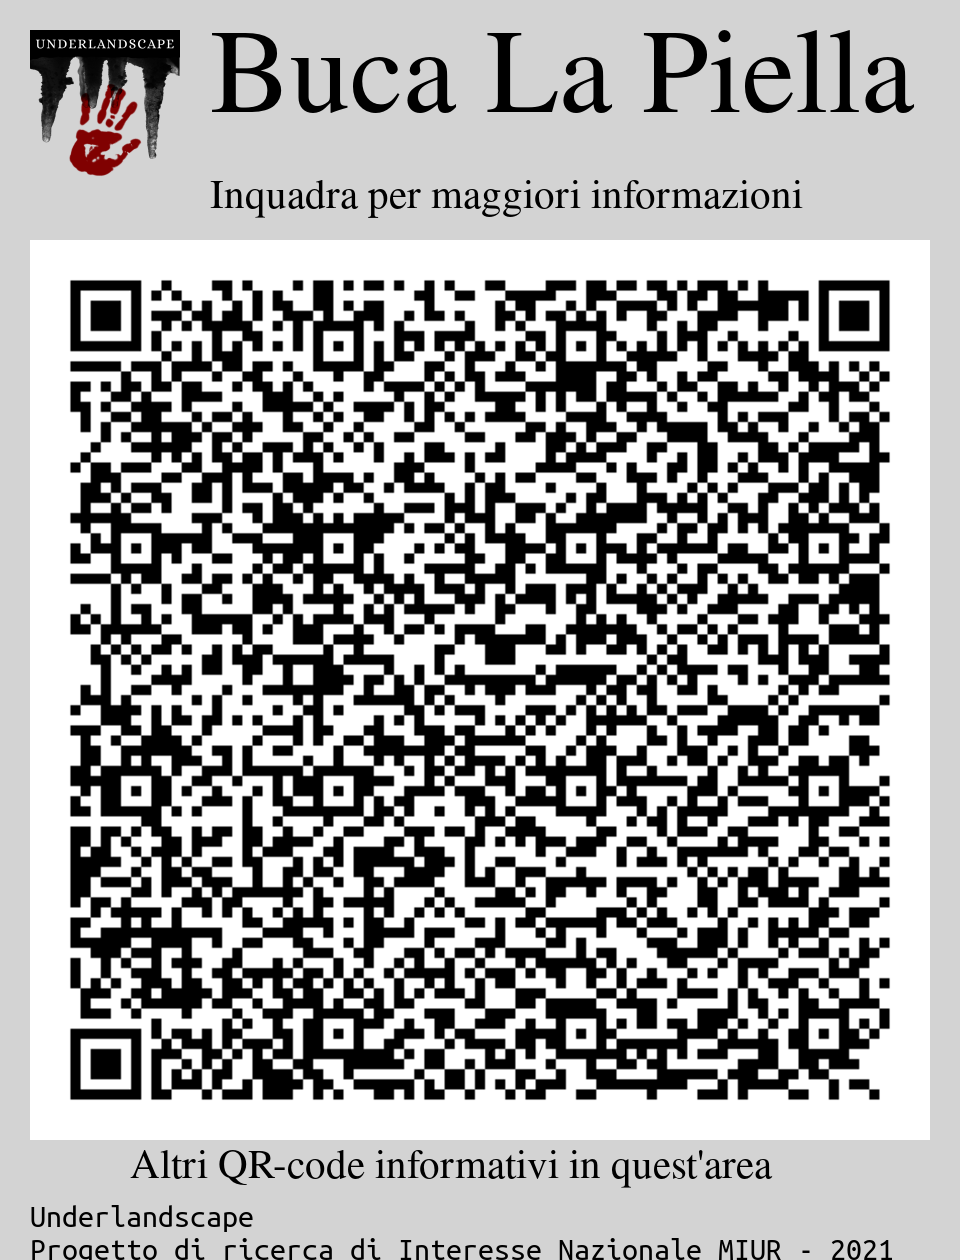 UNDERLANDSCAPE
Buca La Piella
Inquadra per maggiori informazioni
Altri QR-code informativi in quest'area
Underlandscape
Progetto di ricerca di Interesse Nazionale MIUR - 2021